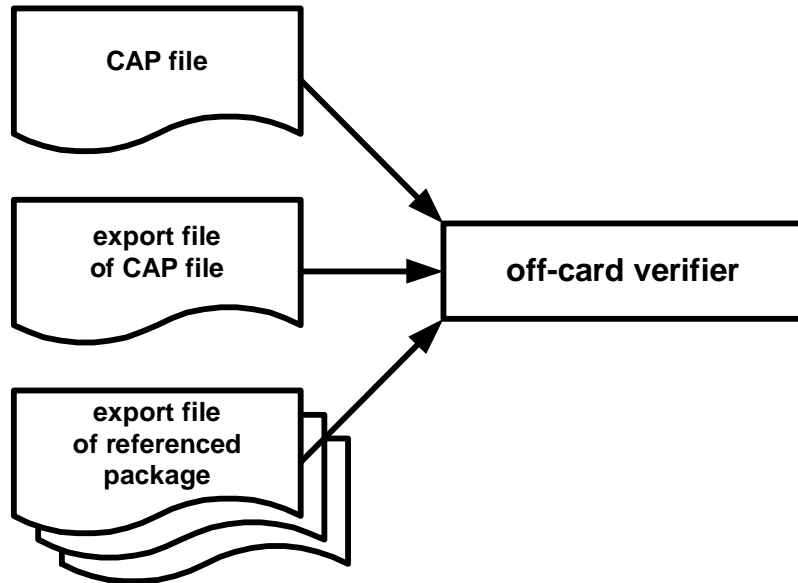 CAP file
export file
of CAP file
off-card verifier
export file
of referenced
package